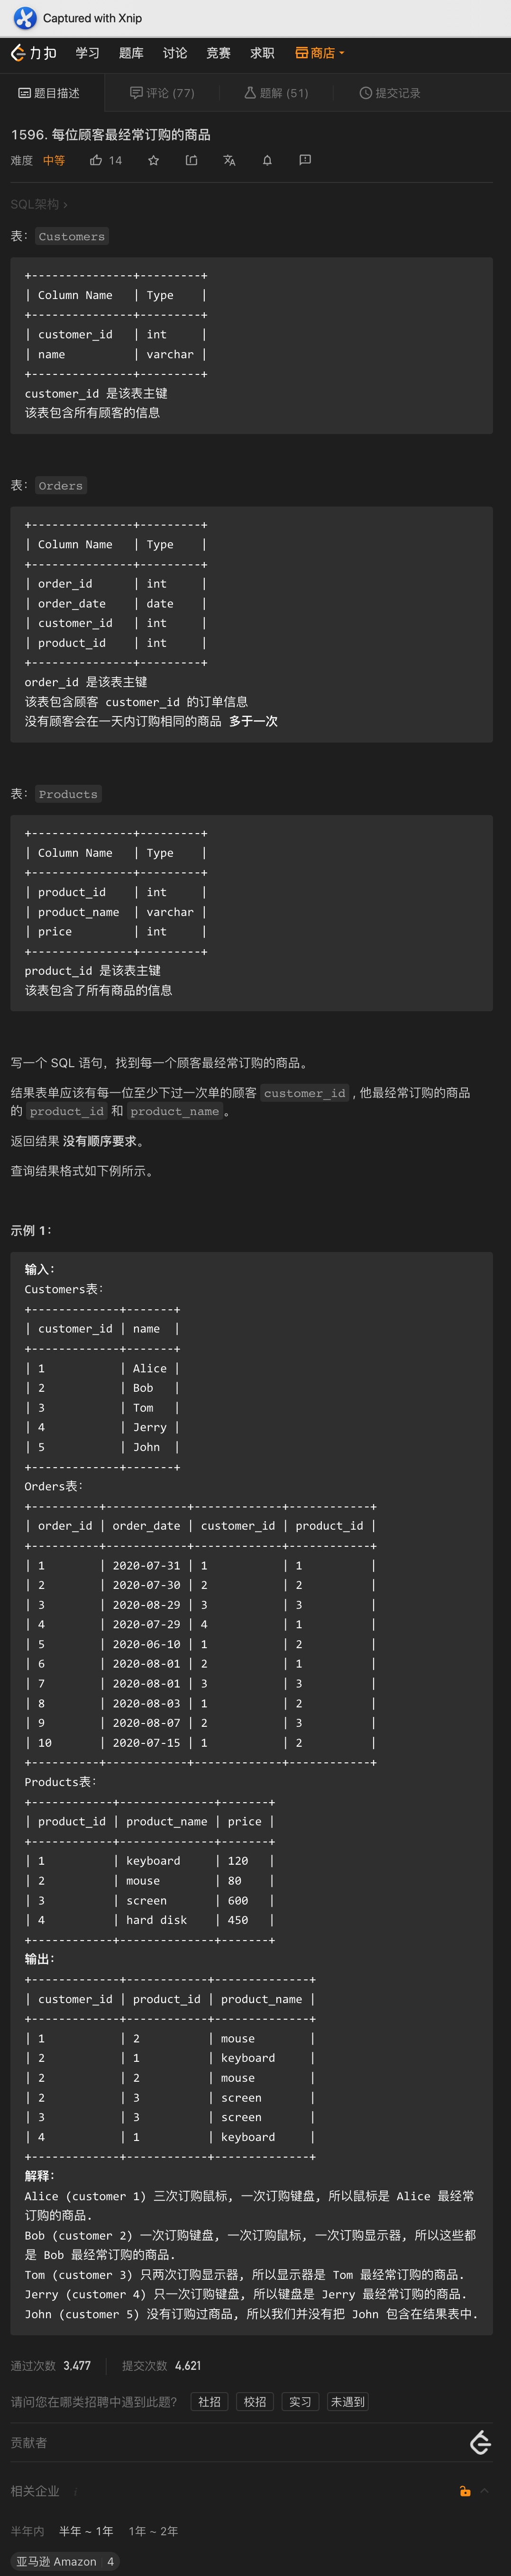 Captured with Xnip
力扣 学习 题库 讨论 竞赛 求职 商店
题目描述 评论 (77) 题解 (51) 提交记录
1596. 每位顾客最经常订购的商品
难度 中等 14
SQL架构 ›
表：Customers
+---------------+---------+
| Column Name   | Type    |
+---------------+---------+
| customer_id   | int     |
| name          | varchar |
+---------------+---------+
customer_id 是该表主键
该表包含所有顾客的信息
表：Orders
+---------------+---------+
| Column Name   | Type    |
+---------------+---------+
| order_id      | int     |
| order_date    | date    |
| customer_id   | int     |
| product_id    | int     |
+---------------+---------+
order_id 是该表主键
该表包含顾客 customer_id 的订单信息
没有顾客会在一天内订购相同的商品 多于一次
表：Products
+---------------+---------+
| Column Name   | Type    |
+---------------+---------+
| product_id    | int     |
| product_name  | varchar |
| price         | int     |
+---------------+---------+
product_id 是该表主键
该表包含了所有商品的信息
写一个 SQL 语句，找到每一个顾客最经常订购的商品。
结果表单应该有每一位至少下过一次单的顾客 customer_id , 他最经常订购的商品
的 product_id 和 product_name。
返回结果 没有顺序要求。
查询结果格式如下例所示。
示例 1：
输入：
Customers表：
+-------------+-------+
| customer_id | name  |
+-------------+-------+
| 1           | Alice |
| 2           | Bob   |
| 3           | Tom   |
| 4           | Jerry |
| 5           | John  |
+-------------+-------+
Orders表：
+----------+------------+-------------+------------+
| order_id | order_date | customer_id | product_id |
+----------+------------+-------------+------------+
| 1        | 2020-07-31 | 1           | 1          |
| 2        | 2020-07-30 | 2           | 2          |
| 3        | 2020-08-29 | 3           | 3          |
| 4        | 2020-07-29 | 4           | 1          |
| 5        | 2020-06-10 | 1           | 2          |
| 6        | 2020-08-01 | 2           | 1          |
| 7        | 2020-08-01 | 3           | 3          |
| 8        | 2020-08-03 | 1           | 2          |
| 9        | 2020-08-07 | 2           | 3          |
| 10       | 2020-07-15 | 1           | 2          |
+----------+------------+-------------+------------+
Products表：
+------------+--------------+-------+
| product_id | product_name | price |
+------------+--------------+-------+
| 1          | keyboard     | 120   |
| 2          | mouse        | 80    |
| 3          | screen       | 600   |
| 4          | hard disk    | 450   |
+------------+--------------+-------+
输出：
+-------------+------------+--------------+
| customer_id | product_id | product_name |
+-------------+------------+--------------+
| 1           | 2          | mouse        |
| 2           | 1          | keyboard     |
| 2           | 2          | mouse        |
| 2           | 3          | screen       |
| 3           | 3          | screen       |
| 4           | 1          | keyboard     |
+-------------+------------+--------------+
解释：
Alice (customer 1) 三次订购鼠标, 一次订购键盘, 所以鼠标是 Alice 最经常
订购的商品.
Bob (customer 2) 一次订购键盘, 一次订购鼠标, 一次订购显示器, 所以这些都
是 Bob 最经常订购的商品.
Tom (customer 3) 只两次订购显示器, 所以显示器是 Tom 最经常订购的商品.
Jerry (customer 4) 只一次订购键盘, 所以键盘是 Jerry 最经常订购的商品.
John (customer 5) 没有订购过商品, 所以我们并没有把 John 包含在结果表中.
通过次数 3,477 提交次数 4,621
请问您在哪类招聘中遇到此题? 社招 校招 实习 未遇到
贡献者
相关企业 i
半年内 半年 ~ 1年 1年 ~ 2年
亚马逊 Amazon 4